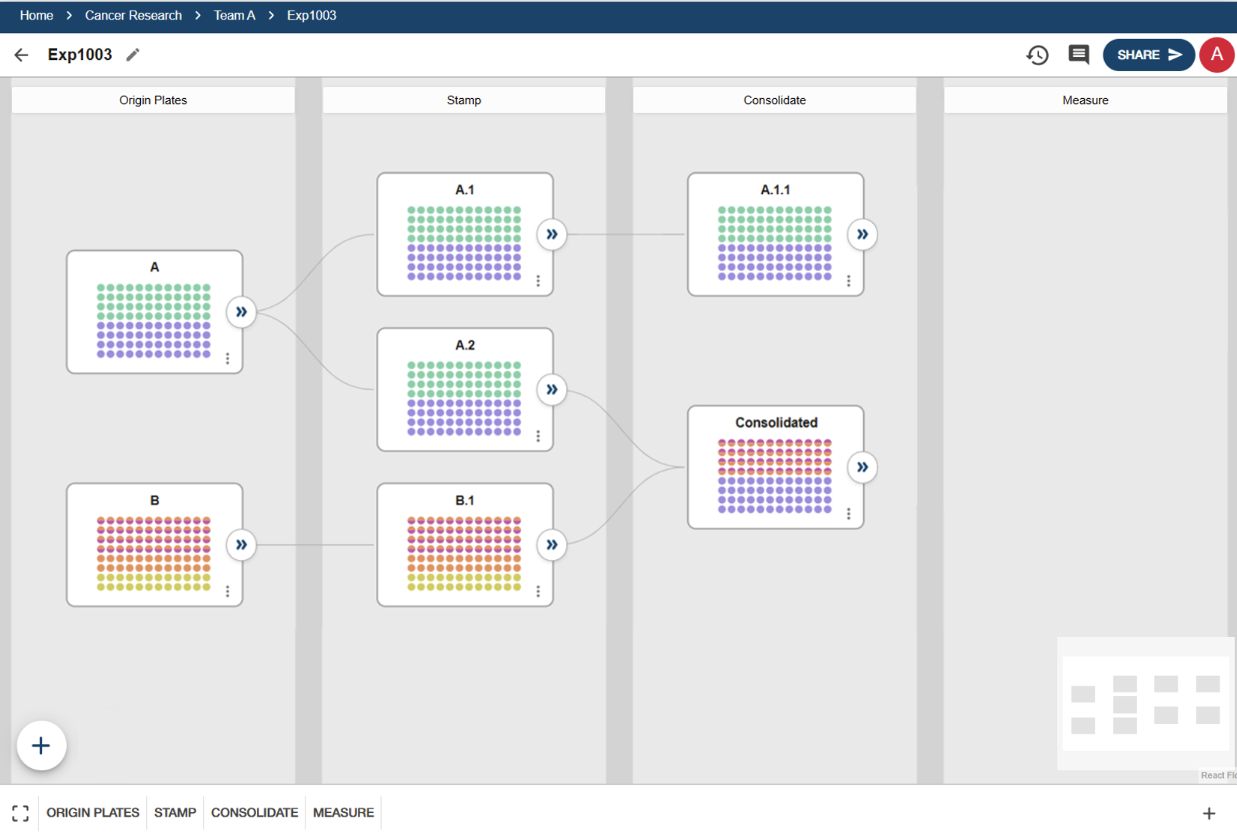 Home > Cancer Research > Team A > Exp1003
Exp1003
SHARE
A
Origin Plates
Stamp
Consolidate
Measure
A
A.1
A.1.1
A.2
Consolidated
B
B.1
React Fl
ORIGIN PLATES
STAMP
CONSOLIDATE
MEASURE